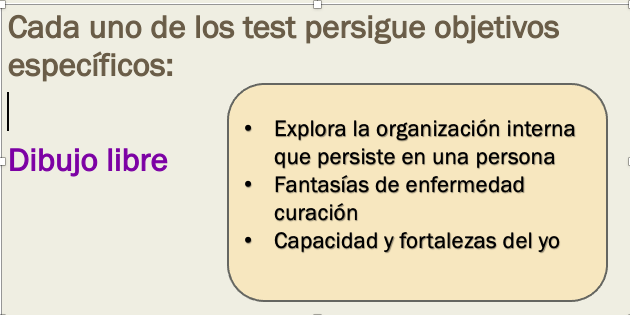 Cada uno de los test persigue objetivos
específicos:
Dibujo libre
• Explora la organización interna
que persiste en una persona
• Fantasías de enfermedad
curación
• Capacidad y fortalezas del yo